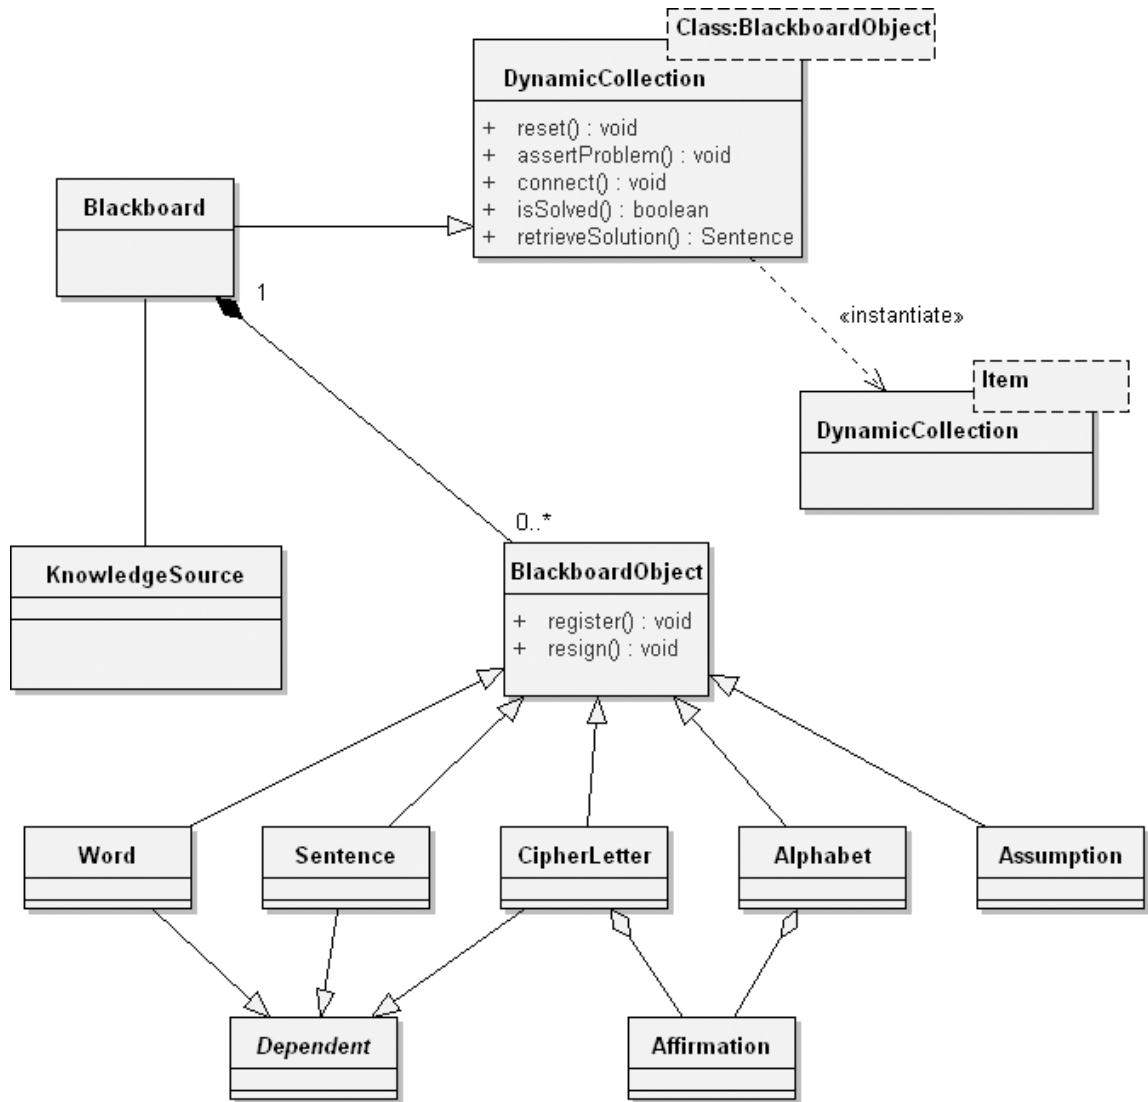 Class:BlackboardObject
DynamicCollection
+ reset() : void
+ assertProblem() : void
+ connect() : void
+ isSolved() : boolean
+ retrieveSolution() : Sentence
Blackboard
1
«instantiate»
Item
DynamicCollection
0..*
KnowledgeSource
BlackboardObject
+ register() : void
+ resign() : void
Word
Sentence
CipherLetter
Alphabet
Assumption
Dependent
Affirmation